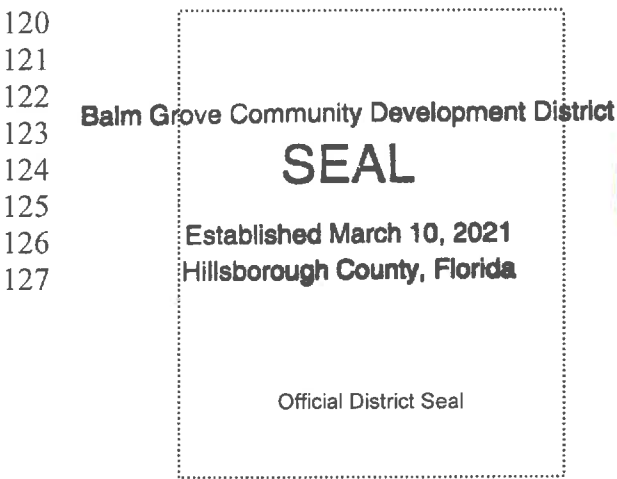 120
121
122
Balm Grove Community Development District
123
SEAL
124
125
Established March 10, 2021
126
Hillsborough County, Florida
127
Official District Seal